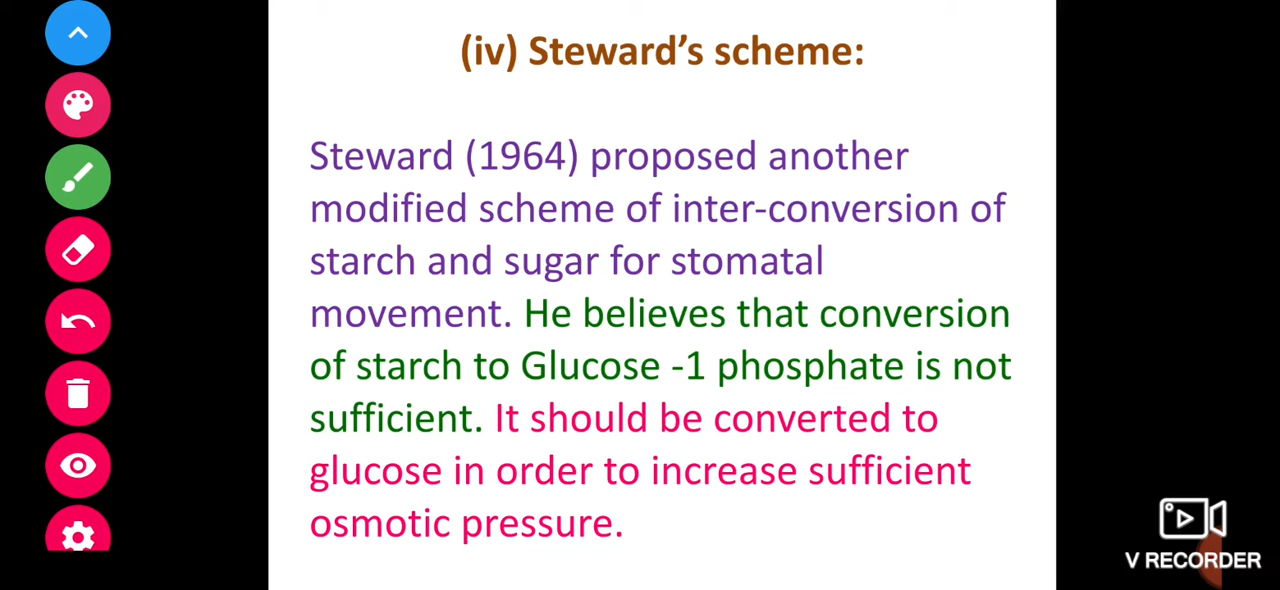 (iv) Steward’s scheme:
Steward (1964) proposed another
modified scheme of inter-conversion of
starch and sugar for stomatal
movement. He believes that conversion
of starch to Glucose -1 phosphate is not
sufficient. It should be converted to
glucose in order to increase sufficient
osmotic pressure.
V RECORDER